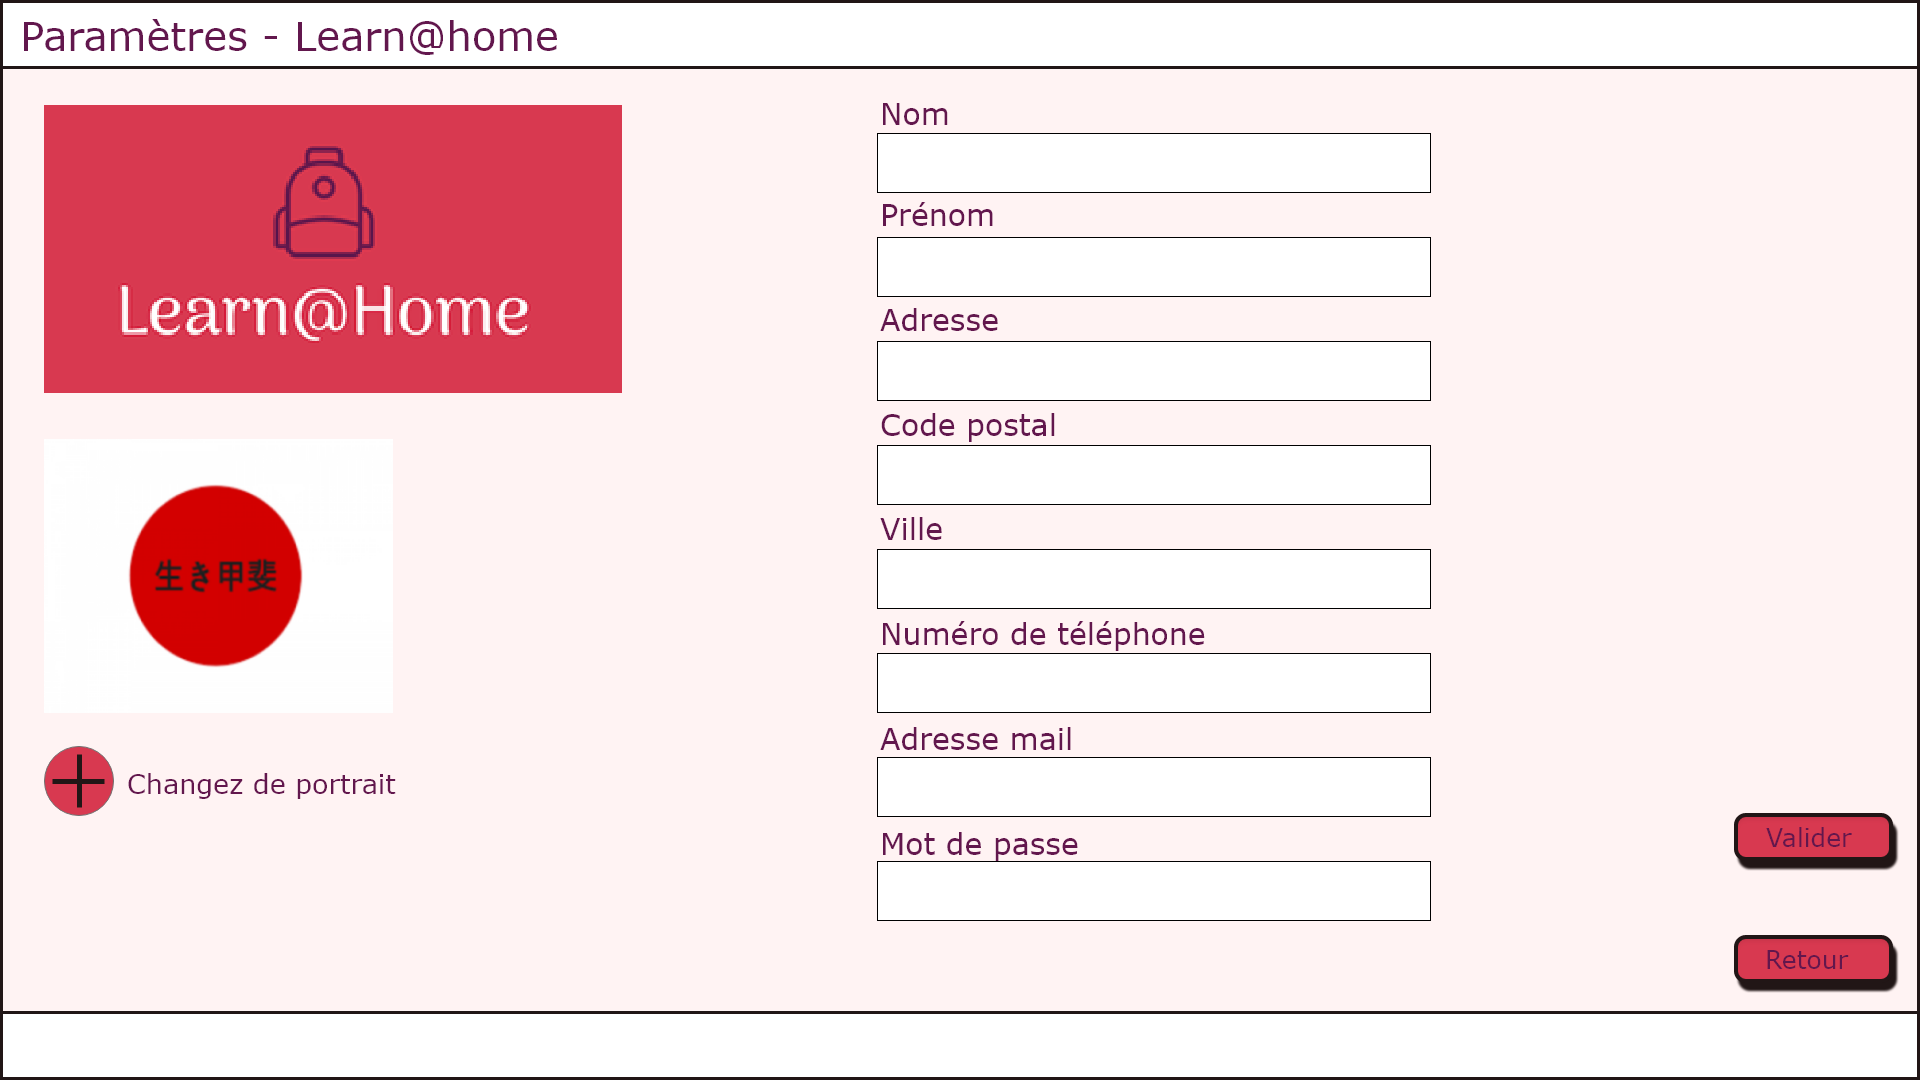 Paramètres - Learn@home
Learn@Home
生き甲斐
Changez de portrait
Nom
Prénom
Adresse
Code postal
Ville
Numéro de téléphone
Adresse mail
Mot de passe
Valider
Retour